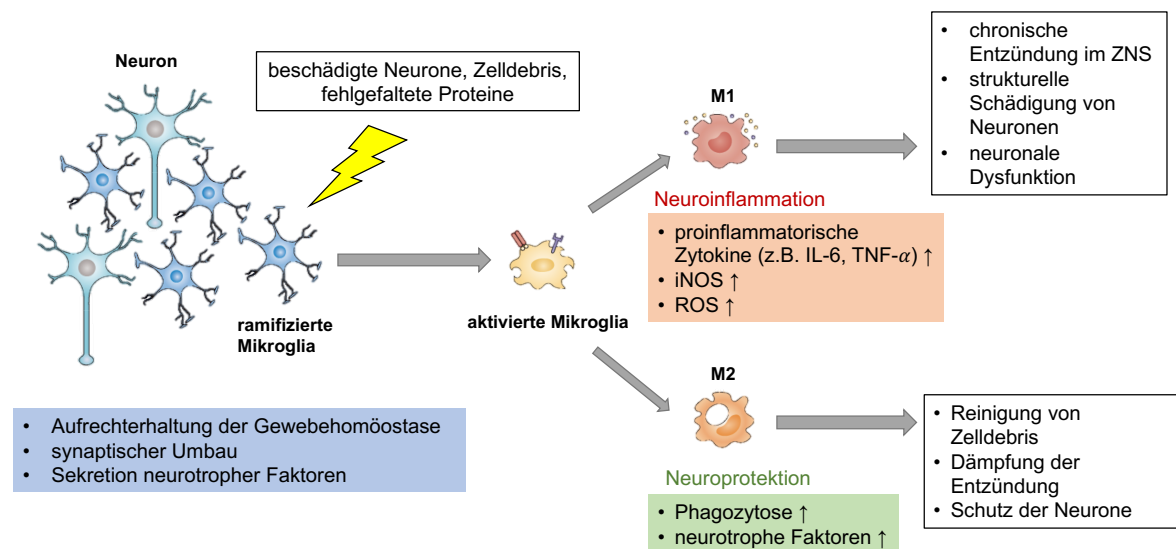 Neuron
beschädigte Neurone, Zelldebris,
fehlgefaltete Proteine
ramifizierte
Mikroglia
• Aufrechterhaltung der Gewebehomöostase
• synaptischer Umbau
• Sekretion neurotropher Faktoren
aktivierte Mikroglia
M1
Neuroinflammation
• proinflammatorische
Zytokine (z.B. IL-6, TNF-α) ↑
• iNOS ↑
• ROS ↑
• chronische
Entzündung im ZNS
• strukturelle
Schädigung von
Neuronen
• neuronale
Dysfunktion
M2
Neuroprotektion
• Phagozytose ↑
• neurotrophe Faktoren ↑
• Reinigung von
Zelldebris
• Dämpfung der
Entzündung
• Schutz der Neurone